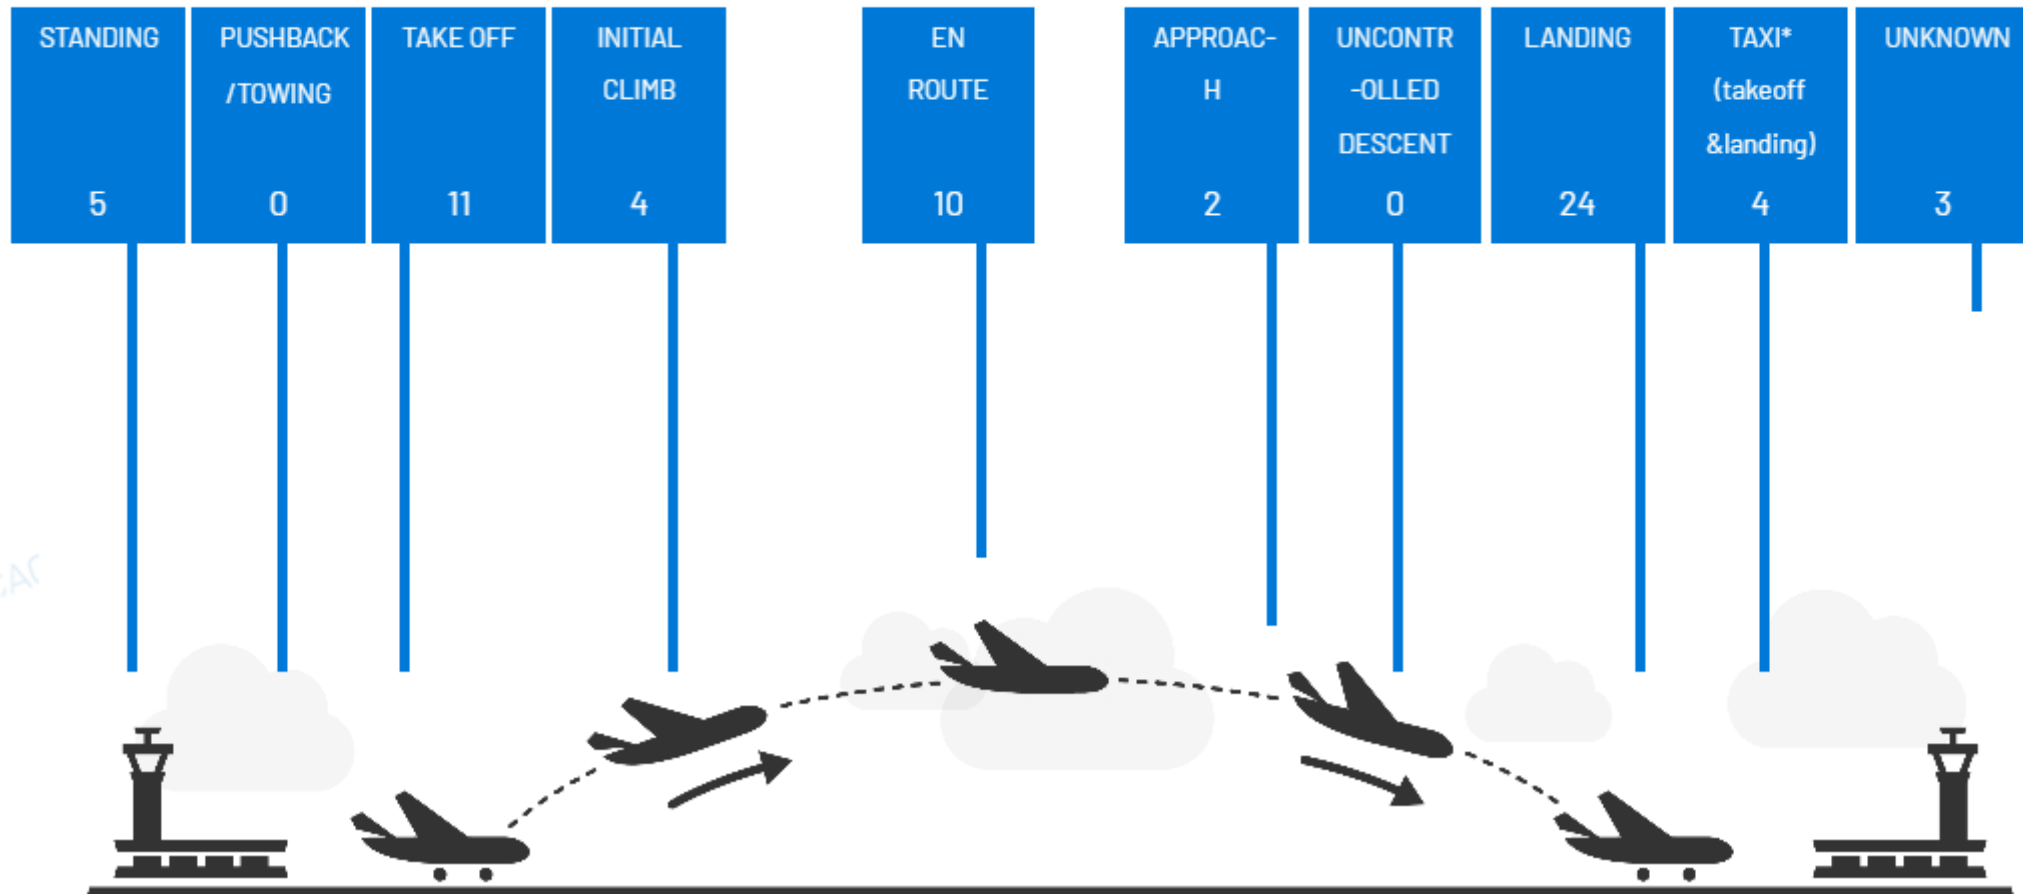 STANDING
5
PUSHBACK
/TOWING
0
TAKE OFF
11
INITIAL
CLIMB
4
EN
ROUTE
10
APPROAC-
H
2
UNCONTR
-OLLED
DESCENT
0
LANDING
24
TAXI*
(takeoff
&landing)
4
UNKNOWN
3